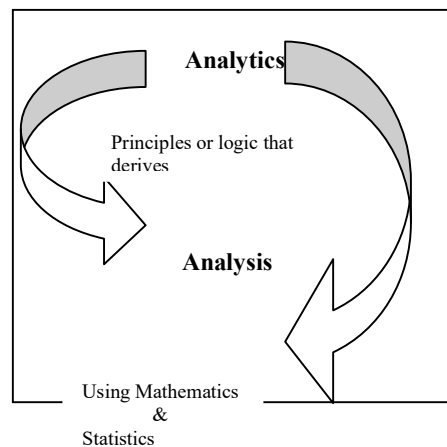 Analytics
Principles or logic that
derives
Analysis
Using Mathematics
&
Statistics